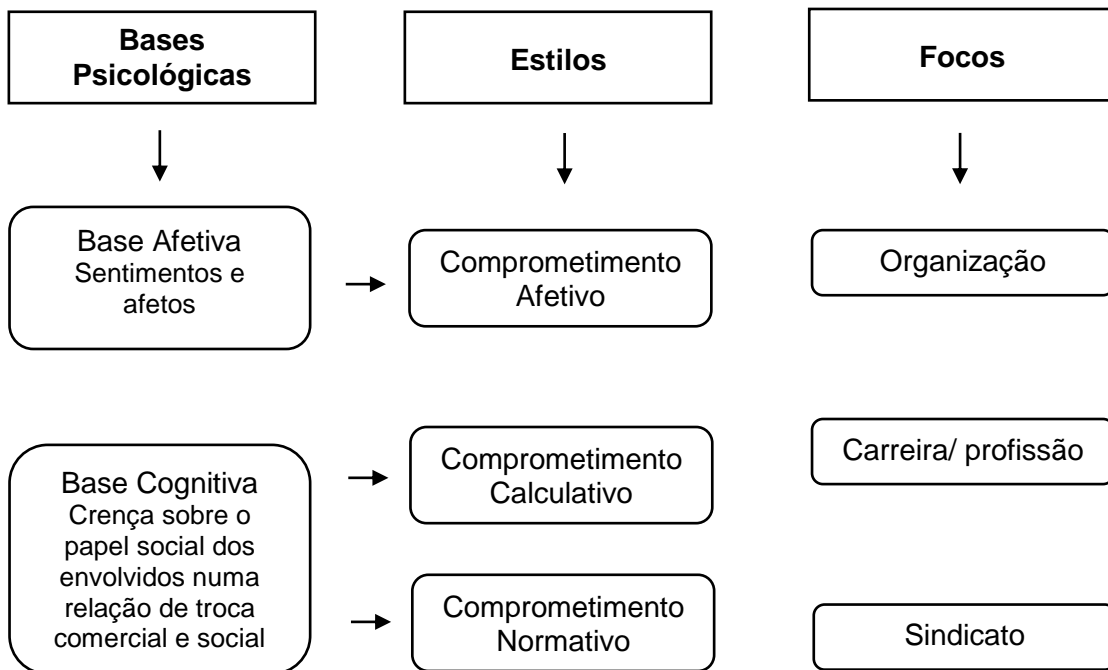 Bases
Psicológicas
Estilos
Focos
Base Afetiva
Sentimentos e
afetos
Comprometimento
Afetivo
Organização
Base Cognitiva
Crença sobre o
papel social dos
envolvidos numa
relação de troca
comercial e social
Comprometimento
Calculativo
Carreira/ profissão
Comprometimento
Normativo
Sindicato